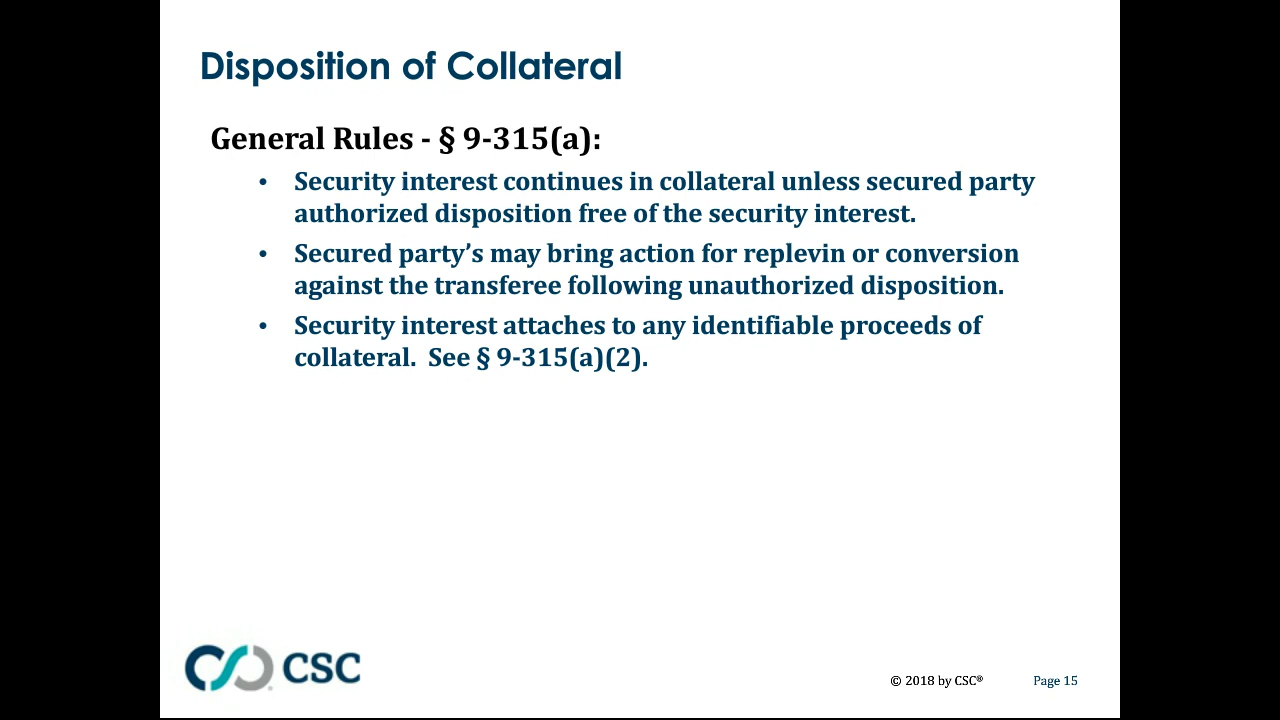 Disposition of Collateral
General Rules - § 9-315(a):
• Security interest continues in collateral unless secured party
authorized disposition free of the security interest.
• Secured party’s may bring action for replevin or conversion
against the transferee following unauthorized disposition.
• Security interest attaches to any identifiable proceeds of
collateral.  See § 9-315(a)(2).
CSC
© 2018 by CSC® Page 15